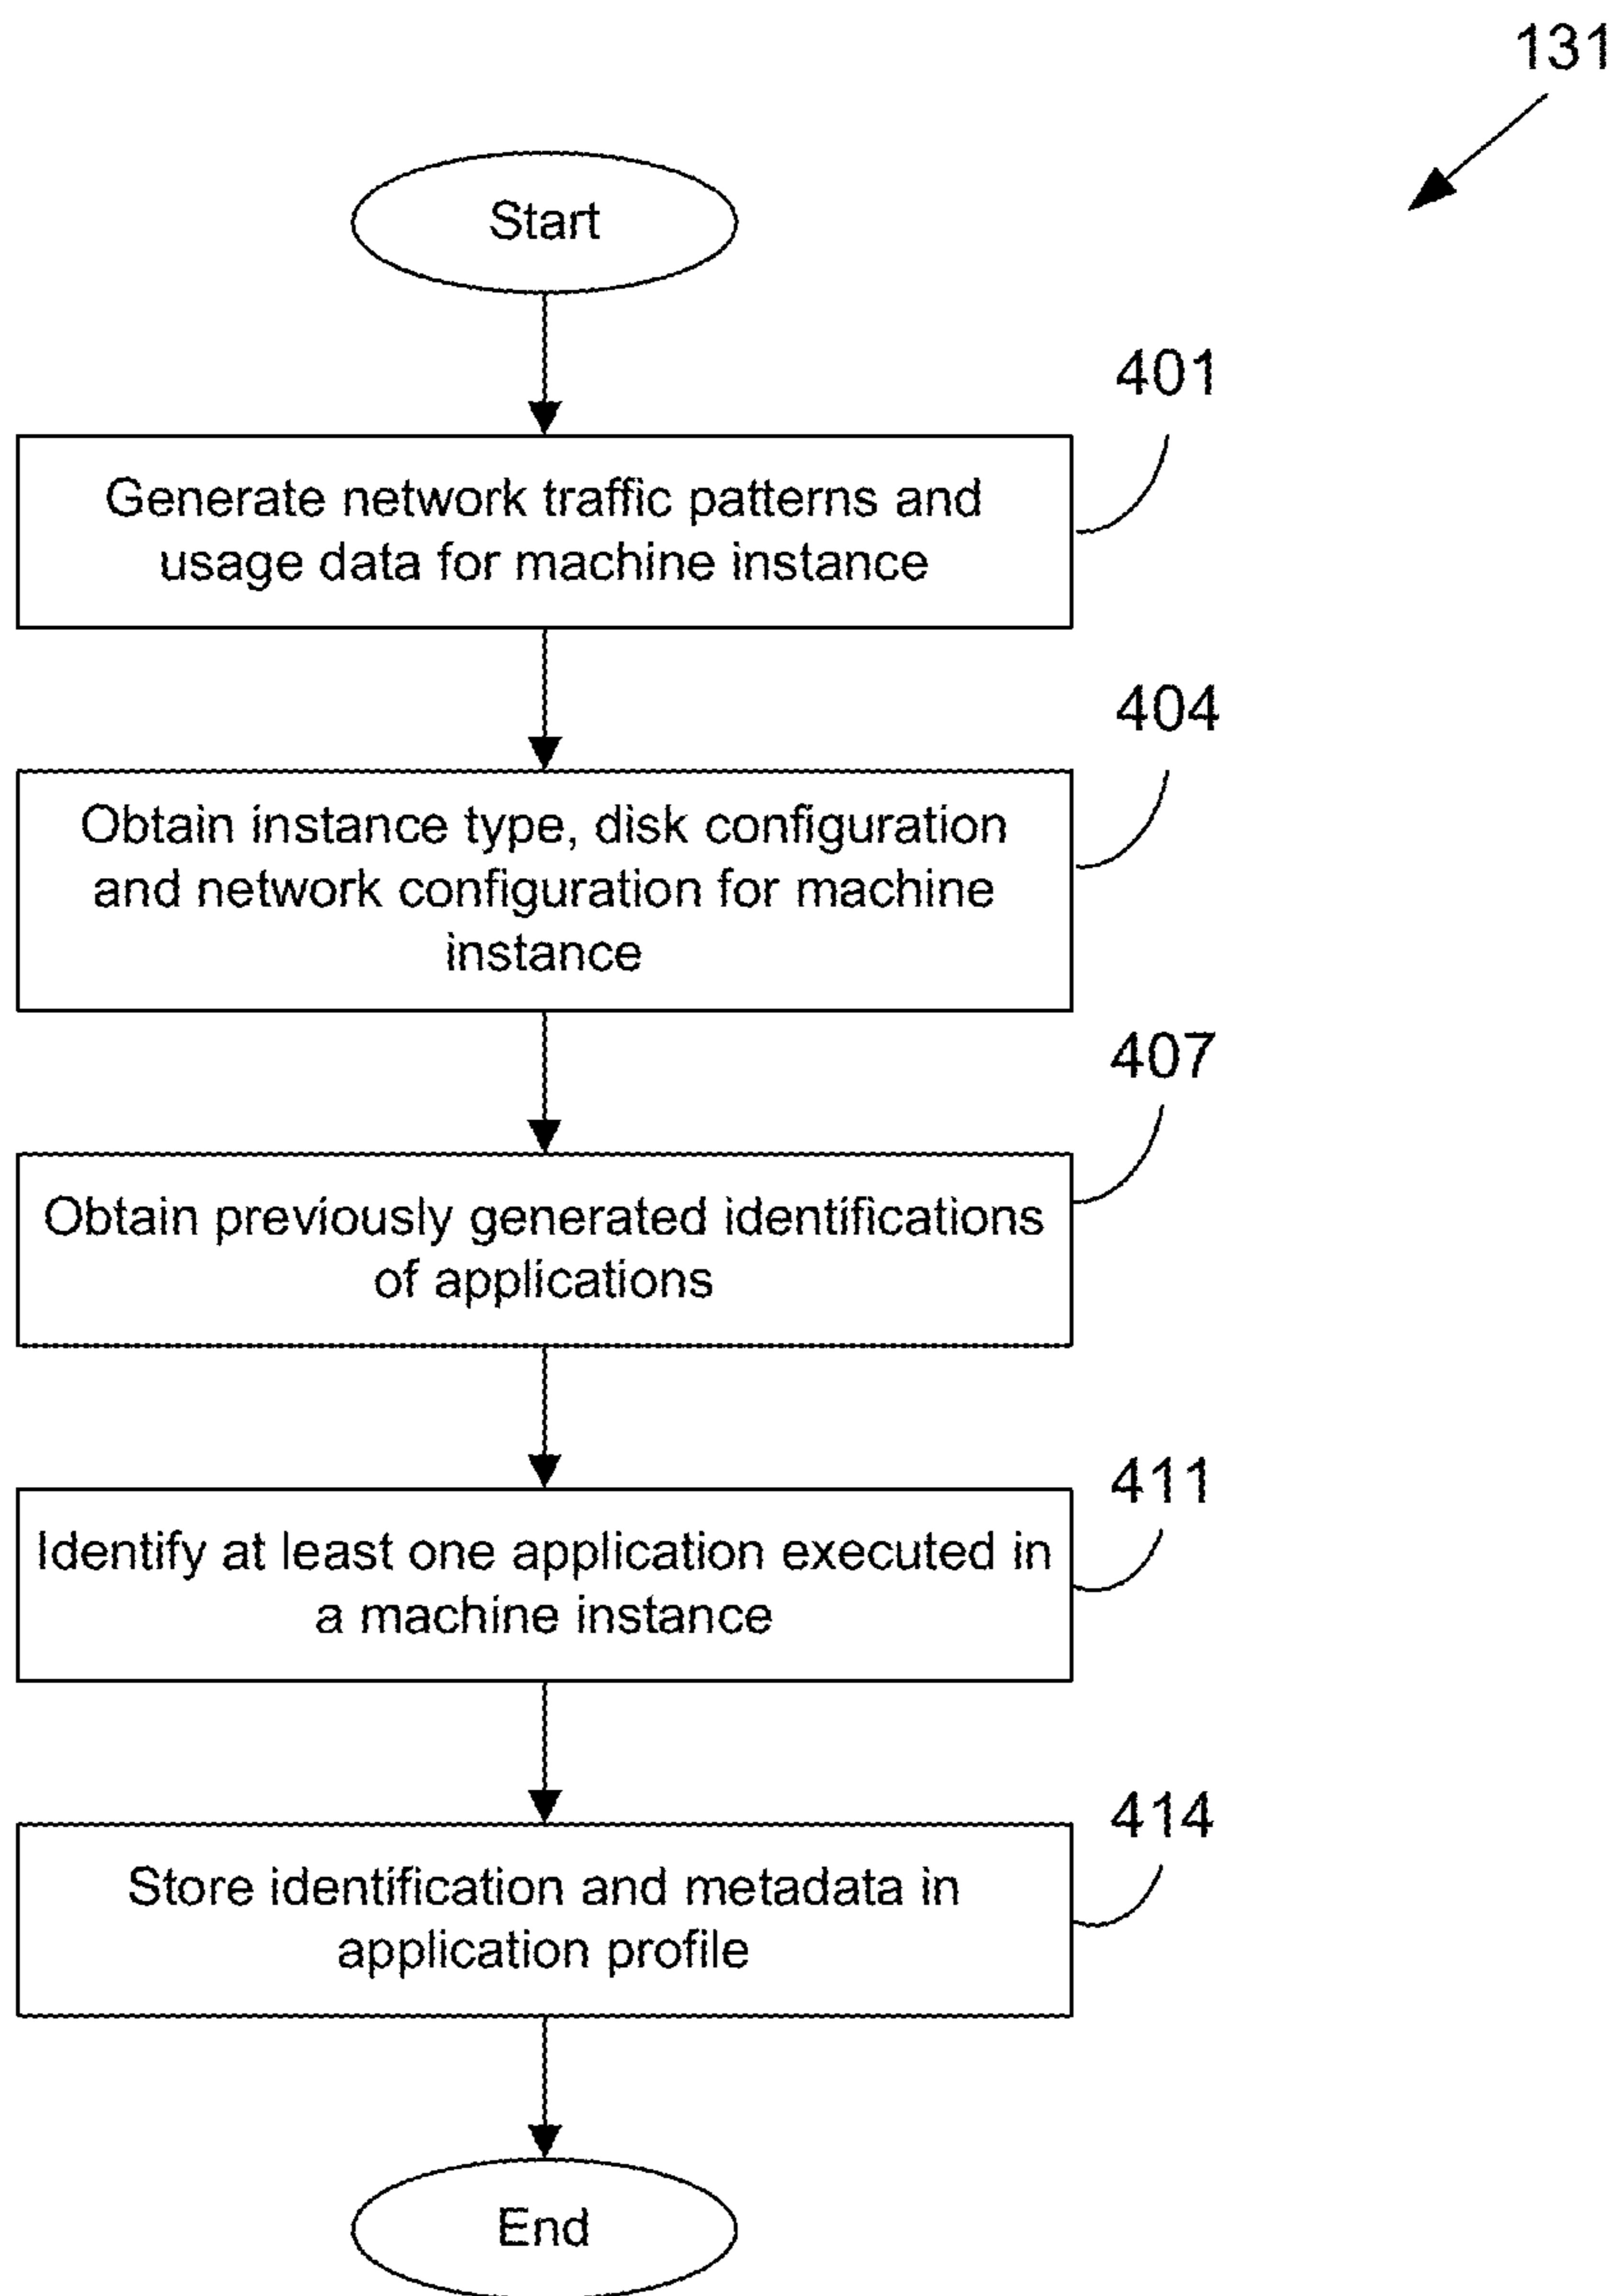 131
Start
401
Generate network traffic patterns and
usage data for machine instance
404
Obtain instance type, disk configuration
and network configuration for machine
instance
407
Obtain previously generated identifications
of applications
411
Identify at least one application executed in
a machine instance
414
Store identification and metadata in
application profile
End